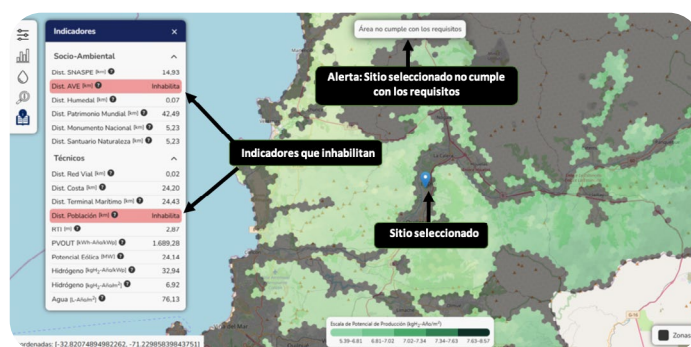 Indicadores ×
Área no cumple con los requisitos
Socio-Ambiental
Dist. SNASPE [km] ? 14,93
Dist. AVE [km] ? Inhabilita
Dist. Humedal [km] ? 0,07
Dist. Patrimonio Mundial [km] ? 42,49
Dist. Monumento Nacional [km] ? 5,23
Dist. Santuario Naturaleza [km] ? 5,23
Técnicos
Dist. Red Vial [km] ? 0,02
Dist. Costa [km] ? 24,20
Dist. Terminal Marítimo [km] ? 24,43
Dist. Población [km] ? Inhabilita
RTI [m] ? 2,87
PVOUT [kWh-Año/kWp] ? 1.689,28
Potencial Eólica [MW] ? 24,14
Hidrógeno [kgH₂-Año/kWp] ? 32,94
Hidrógeno [kgH₂-Año/m²] ? 6,92
Agua [L-Año/m²] ? 76,13
Alerta: Sitio seleccionado no cumple
con los requisitos
Indicadores que inhabilitan
Sitio seleccionado
Escala de Potencial de Producción [kgH₂-Año/m²]
5.39-6.81 6.81-7.02 7.02-7.34 7.34-7.63 7.63-8.57
Zonas
ordenadas: [-32.82074894982262, -71.22985839843751]